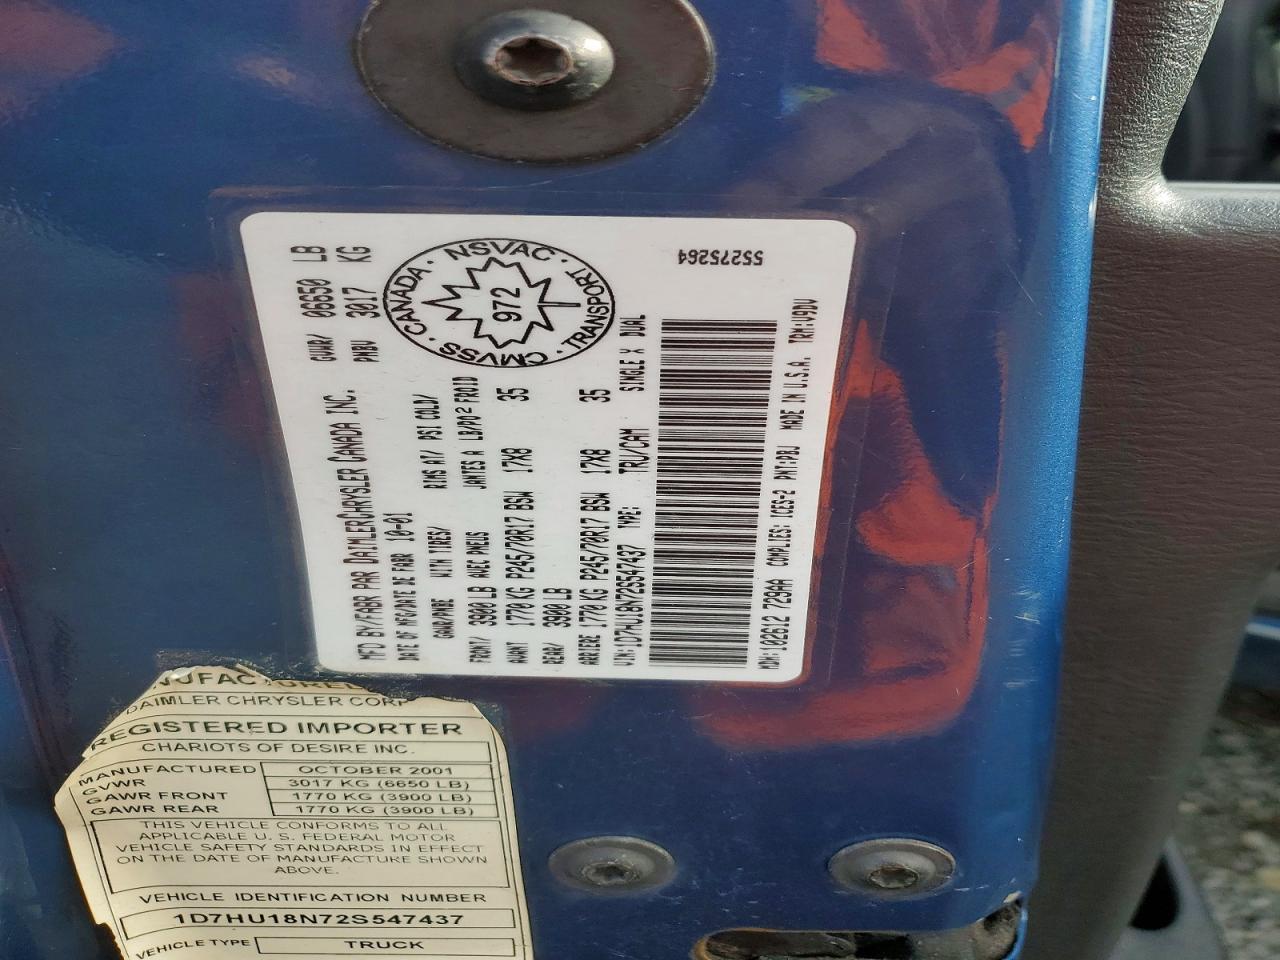 MFD BY/FABR PAR DAIMLERCHRYSLER CANADA INC.
DATE OF MFG/DATE DE FABR 10-01
GVWR/ 06650 LB
PNBV 3017 KG
CANADA · NSVAC · TRANSPORT · CMVSS ·
972
GAWR/PNBE WITH TIRES/ RIMS AT/ PSI COLD/
AVEC PNEUS JANTES A LB/PO² FROID
FRONT/ 3900 LB
AVANT 1770 KG P245/70R17 BSW 17X8 35
REAR/ 3900 LB
ARRIERE 1770 KG P245/70R17 BSW 17X8 35
SINGLE X DUAL
VIN: 1D7HU18N72S547437 TYPE: TRU/CAM
55275264
MDH: 102612 729AA COMPLIES: ICES-2 PNT: PBJ MADE IN U.S.A. TRM: V9DV
NUFACTURED
DAIMLER CHRYSLER CORP
REGISTERED IMPORTER
CHARIOTS OF DESIRE INC.
MANUFACTURED OCTOBER 2001
GVWR 3017 KG (6650 LB)
GAWR FRONT 1770 KG (3900 LB)
GAWR REAR 1770 KG (3900 LB)
THIS VEHICLE CONFORMS TO ALL
APPLICABLE U. S. FEDERAL MOTOR
VEHICLE SAFETY STANDARDS IN EFFECT
ON THE DATE OF MANUFACTURE SHOWN
ABOVE.
VEHICLE IDENTIFICATION NUMBER
1D7HU18N72S547437
VEHICLE TYPE TRUCK